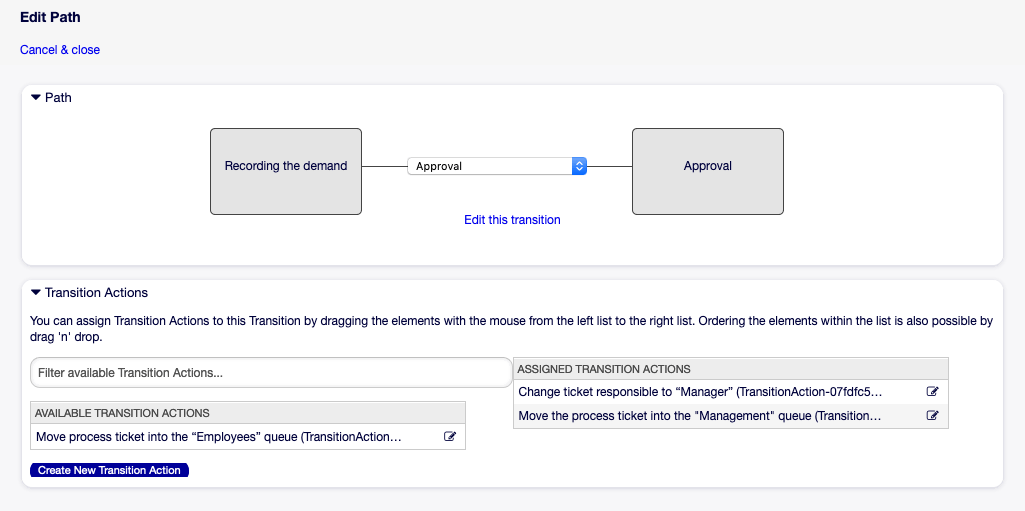 Edit Path
Cancel & close
Path
Recording the demand
Approval
Approval
Edit this transition
Transition Actions
You can assign Transition Actions to this Transition by dragging the elements with the mouse from the left list to the right list. Ordering the elements within the list is also possible by
drag 'n' drop.
Filter available Transition Actions...
AVAILABLE TRANSITION ACTIONS
Move process ticket into the “Employees” queue (TransitionAction…
Create New Transition Action
ASSIGNED TRANSITION ACTIONS
Change ticket responsible to “Manager” (TransitionAction-07fdfc5…
Move the process ticket into the "Management" queue (Transition…